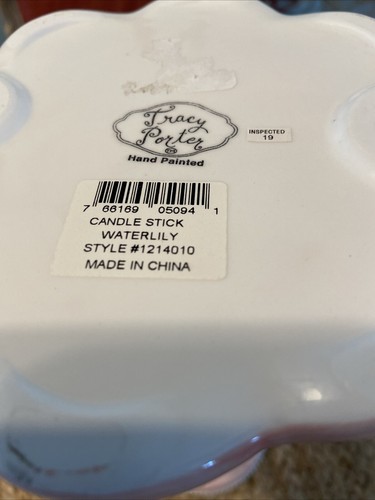 Tracy
Porter
Hand Painted
INSPECTED
19
7 66169 05094 1
CANDLE STICK
WATERLILY
STYLE #1214010
MADE IN CHINA